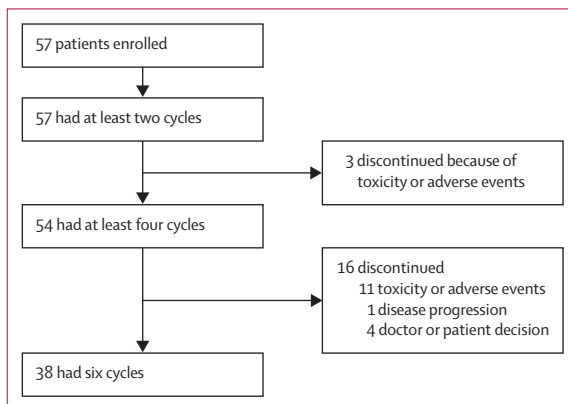 57 patients enrolled
57 had at least two cycles
3 discontinued because of
toxicity or adverse events
54 had at least four cycles
16 discontinued
11 toxicity or adverse events
1 disease progression
4 doctor or patient decision
38 had six cycles